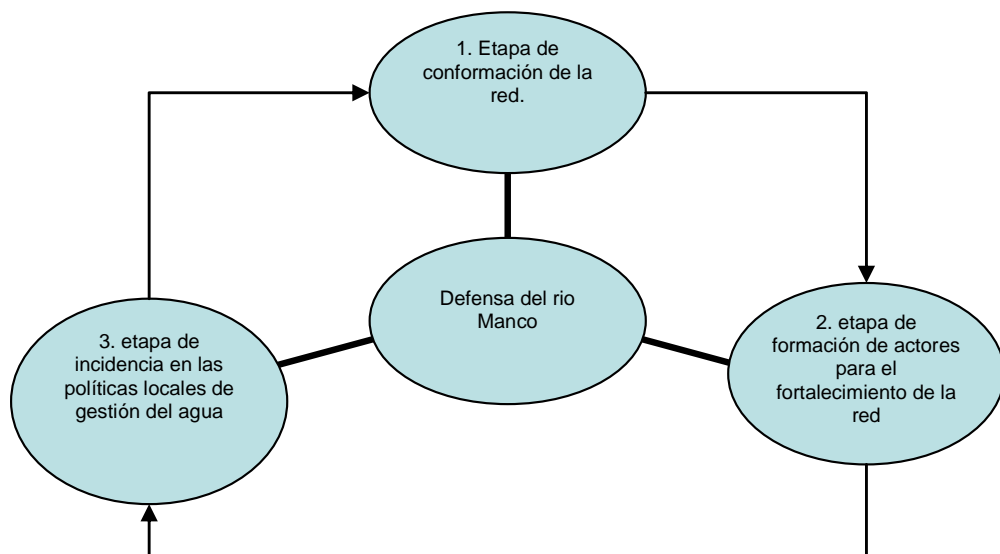 1. Etapa de
conformación de la
red.
Defensa del rio
Manco
2. etapa de
formación de actores
para el
fortalecimiento de la
red
3. etapa de
incidencia en las
políticas locales de
gestión del agua